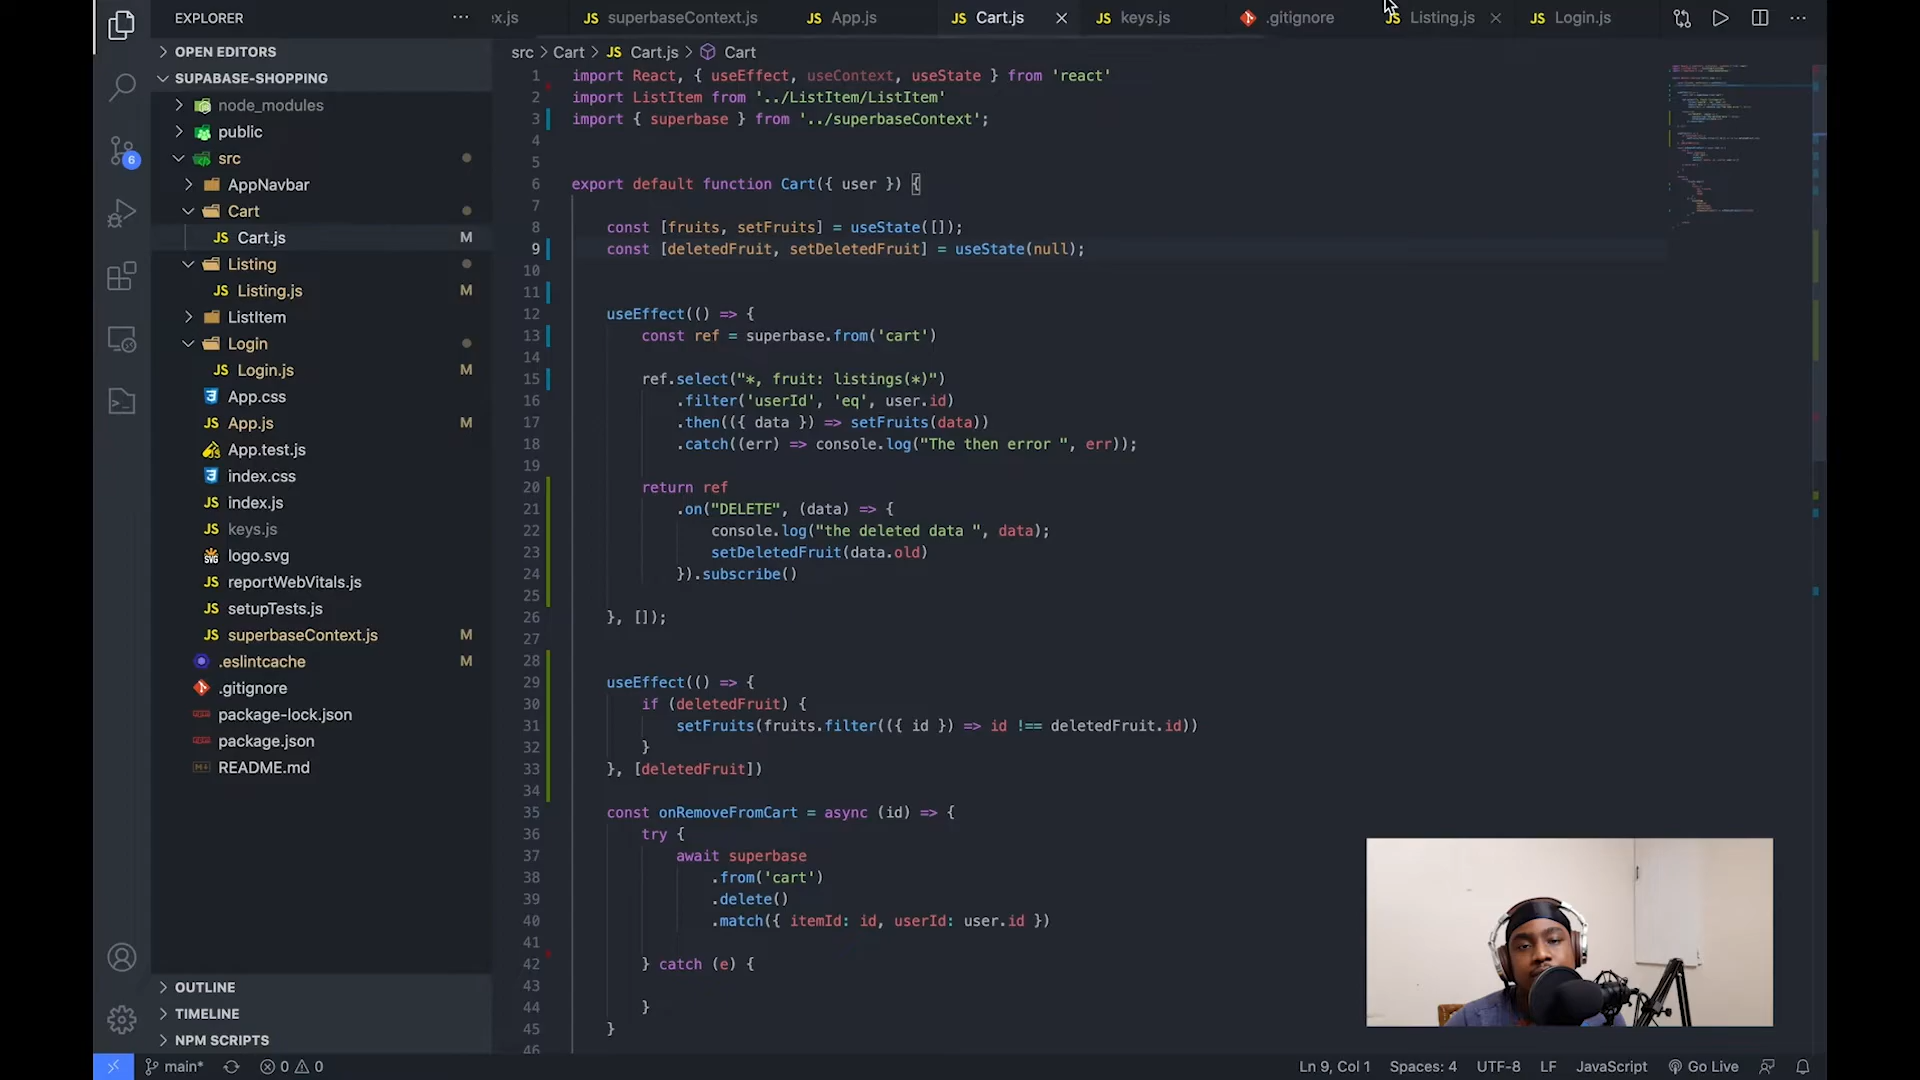 EXPLORER
ex.js
superbaseContext.js
App.js
Cart.js
keys.js
.gitignore
Listing.js
Login.js
OPEN EDITORS
SUPABASE-SHOPPING
node_modules
public
src
AppNavbar
Cart
Cart.js M
Listing
Listing.js M
ListItem
Login
Login.js M
App.css
App.js M
App.test.js
index.css
index.js
keys.js
logo.svg
reportWebVitals.js
setupTests.js
superbaseContext.js M
.eslintcache M
.gitignore
package-lock.json
package.json
README.md
OUTLINE
TIMELINE
NPM SCRIPTS
6
src > Cart > JS Cart.js > Cart
1 import React, { useEffect, useContext, useState } from 'react'
2 import ListItem from '../ListItem/ListItem'
3 import { superbase } from '../superbaseContext';
4
5
6 export default function Cart({ user }) {
7
8 const [fruits, setFruits] = useState([]);
9 const [deletedFruit, setDeletedFruit] = useState(null);
10
11
12 useEffect(() => {
13 const ref = superbase.from('cart')
14
15 ref.select("*, fruit: listings(*)")
16 .filter('userId', 'eq', user.id)
17 .then(({ data }) => setFruits(data))
18 .catch((err) => console.log("The then error ", err));
19
20 return ref
21 .on("DELETE", (data) => {
22 console.log("the deleted data ", data);
23 setDeletedFruit(data.old)
24 }).subscribe()
25
26 }, []);
27
28
29 useEffect(() => {
30 if (deletedFruit) {
31 setFruits(fruits.filter(({ id }) => id !== deletedFruit.id))
32 }
33 }, [deletedFruit])
34
35 const onRemoveFromCart = async (id) => {
36 try {
37 await superbase
38 .from('cart')
39 .delete()
40 .match({ itemId: id, userId: user.id })
41
42 } catch (e) {
43
44 }
45 }
46
main* 0 0
Ln 9, Col 1 Spaces: 4 UTF-8 LF JavaScript Go Live